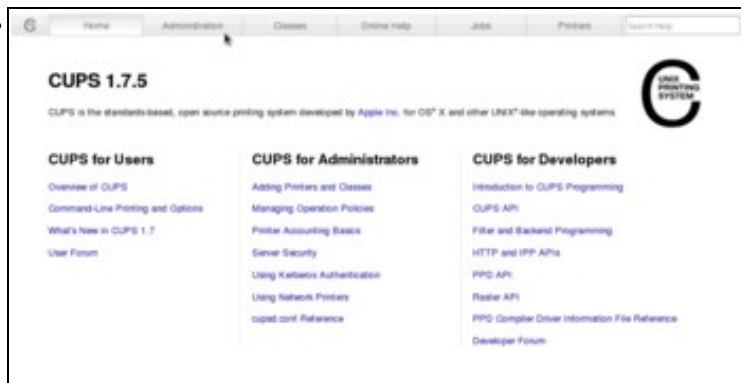 Home Administration Classes Online Help Jobs Printers Search Help
CUPS 1.7.5
CUPS is the standards-based, open source printing system developed by Apple Inc. for OS® X and other UNIX®-like operating systems.
UNIX
PRINTING
SYSTEM
CUPS for Users
Overview of CUPS
Command-Line Printing and Options
What's New in CUPS 1.7
User Forum
CUPS for Administrators
Adding Printers and Classes
Managing Operation Policies
Printer Accounting Basics
Server Security
Using Kerberos Authentication
Using Network Printers
cupsd.conf Reference
CUPS for Developers
Introduction to CUPS Programming
CUPS API
Filter and Backend Programming
HTTP and IPP APIs
PPD API
Raster API
PPD Compiler Driver Information File Reference
Developer Forum